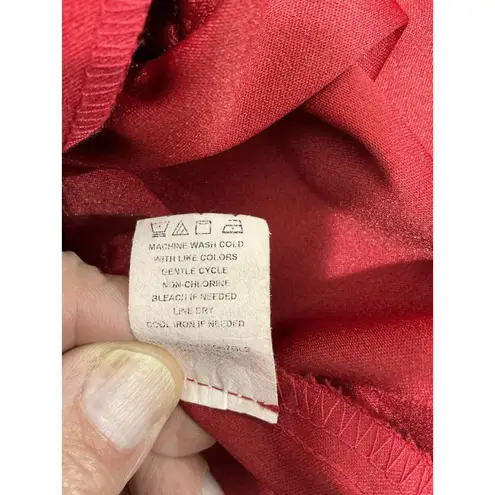 MACHINE WASH COLD
WITH LIKE COLORS
GENTLE CYCLE
NON-CHLORINE
BLEACH IF NEEDED
LINE DRY
COOL IRON IF NEEDED